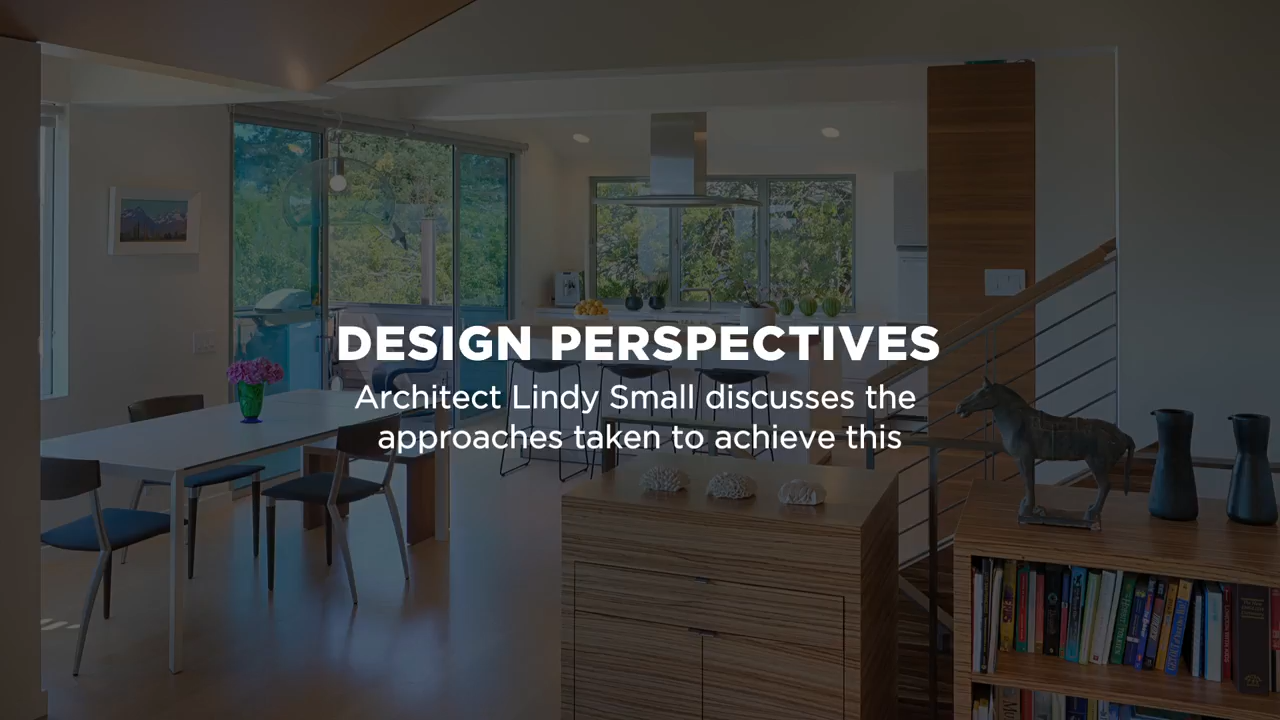 DESIGN PERSPECTIVES
Architect Lindy Small discusses the
approaches taken to achieve this